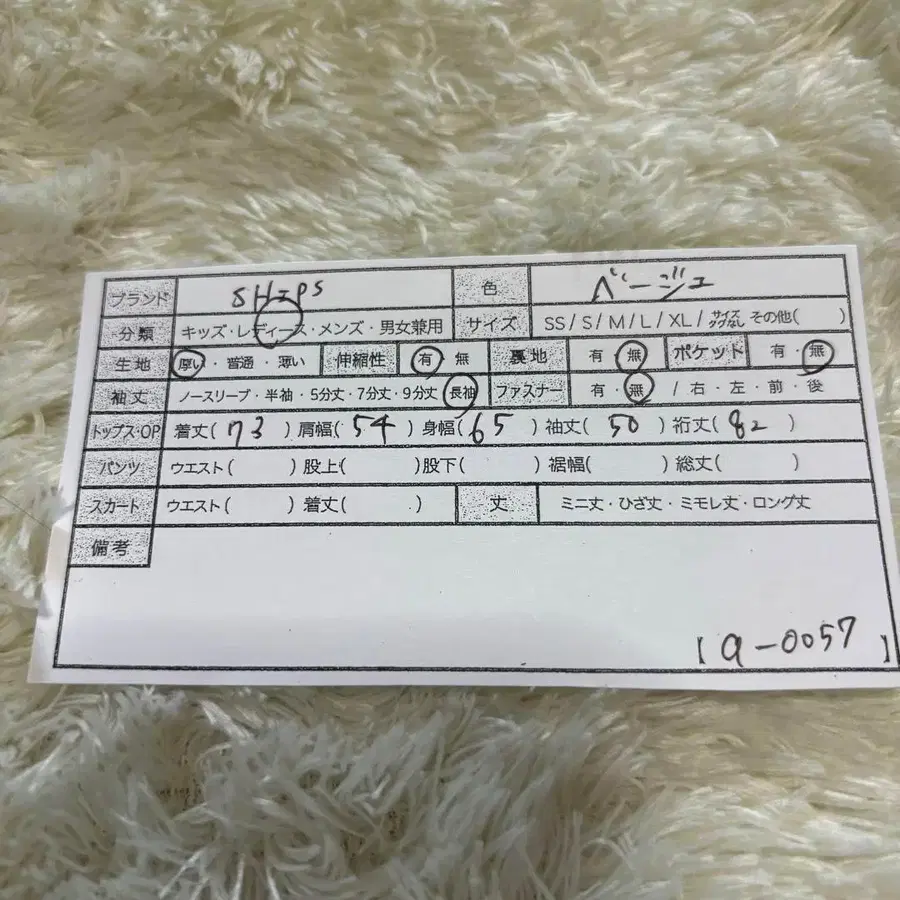 ブランド SHIPS 色 ベージュ
分類 キッズ・レディース・メンズ・男女兼用 サイズ SS/S/M/L/XL/サイズタグなし その他( )
生地 厚い・普通・薄い 伸縮性 有・無 裏地 有・無 ポケット 有・無
袖丈 ノースリーブ・半袖・5分丈・7分丈・9分丈・長袖 ファスナー 有・無 / 右・左・前・後
トップス・OP 着丈(73)肩幅(54)身幅(65)袖丈(50)裄丈(82)
パンツ ウエスト( )股上( )股下( )裾幅( )総丈( )
スカート ウエスト( )着丈( ) 丈 ミニ丈・ひざ丈・ミモレ丈・ロング丈
備考
【a-0057】